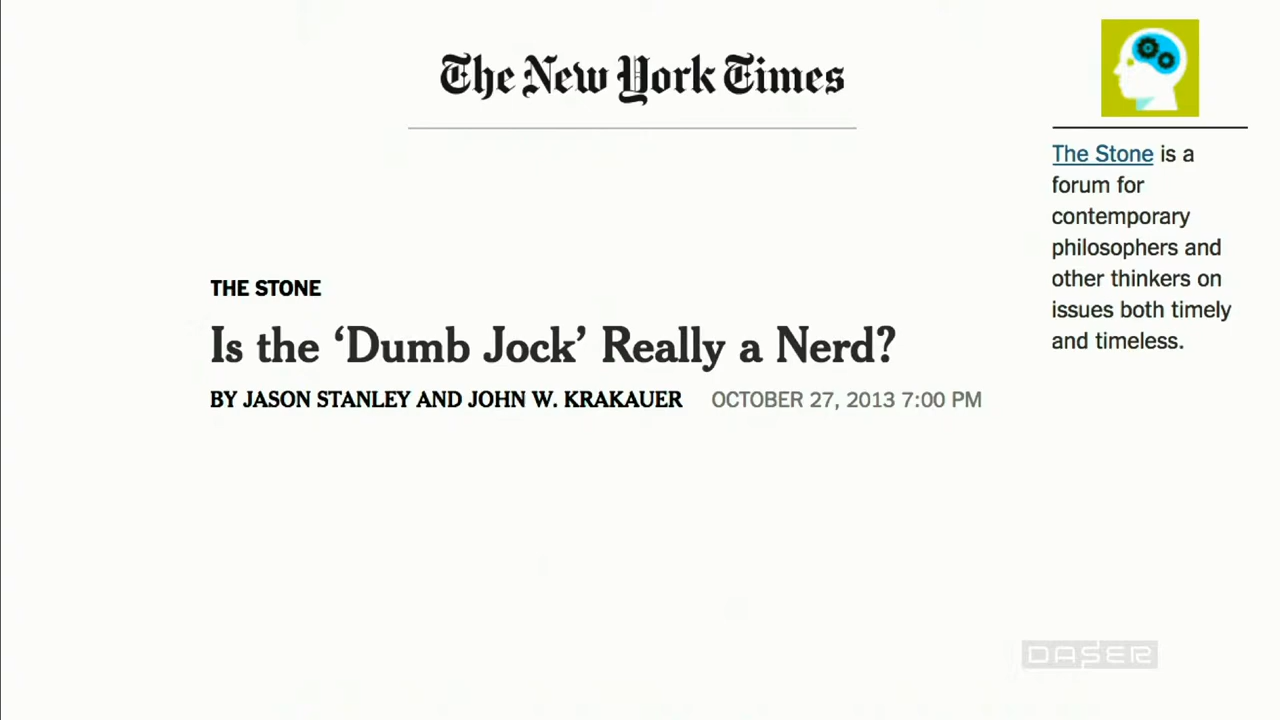 The New York Times
The Stone is a
forum for
contemporary
philosophers and
other thinkers on
issues both timely
and timeless.
THE STONE
Is the ‘Dumb Jock’ Really a Nerd?
BY JASON STANLEY AND JOHN W. KRAKAUER OCTOBER 27, 2013 7:00 PM
DASER